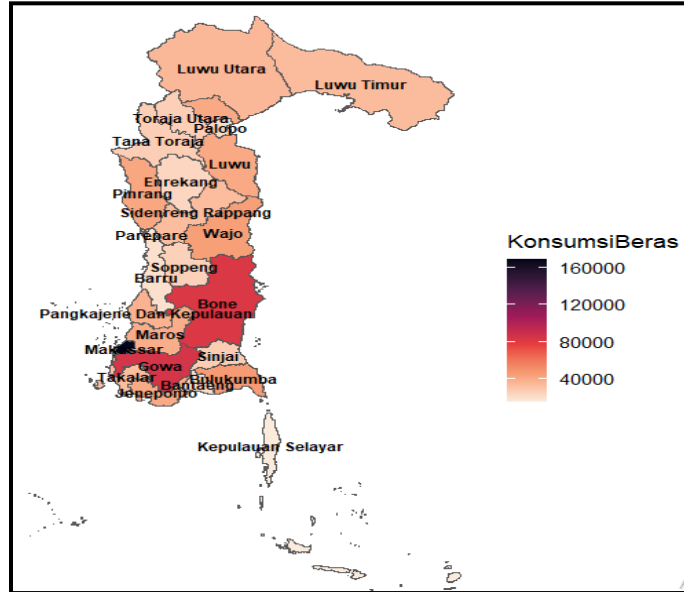 Luwu Utara
Luwu Timur
Toraja Utara
Palopo
Tana Toraja
Luwu
Enrekang
Pinrang
Sidenreng Rappang
Parepare
Wajo
Soppeng
Barru
Bone
Pangkajene Dan Kepulauan
Maros
Makassar
Sinjai
Gowa
Takalar
Bulukumba
Bantaeng
Jeneponto
Kepulauan Selayar
KonsumsiBeras
160000
120000
80000
40000